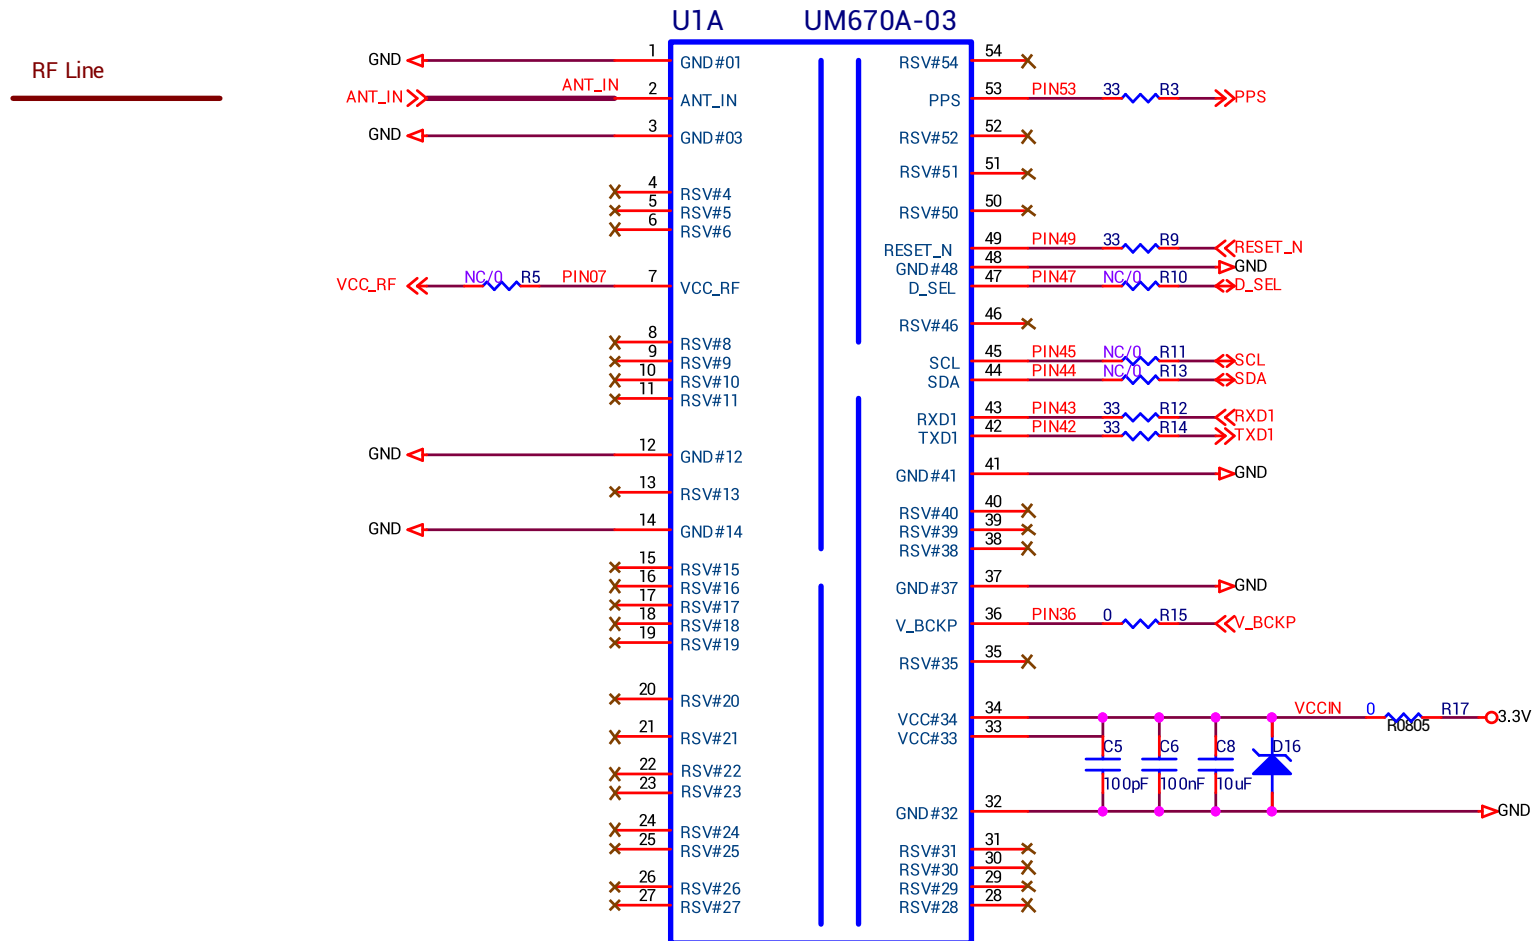 U1A UM670A-03
RF Line
GND 1 GND#01
ANT_IN ANT_IN 2 ANT_IN
GND 3 GND#03
4 RSV#4
5 RSV#5
6 RSV#6
VCC_RF NC/0 R5 PIN07 7 VCC_RF
8 RSV#8
9 RSV#9
10 RSV#10
11 RSV#11
GND 12 GND#12
13 RSV#13
GND 14 GND#14
15 RSV#15
16 RSV#16
17 RSV#17
18 RSV#18
19 RSV#19
20 RSV#20
21 RSV#21
22 RSV#22
23 RSV#23
24 RSV#24
25 RSV#25
26 RSV#26
27 RSV#27
RSV#54 54
PPS 53 PIN53 33 R3 PPS
RSV#52 52
RSV#51 51
RSV#50 50
RESET_N 49 PIN49 33 R9 RESET_N
GND#48 48 GND
D_SEL 47 PIN47 NC/0 R10 D_SEL
RSV#46 46
SCL 45 PIN45 NC/0 R11 SCL
SDA 44 PIN44 NC/0 R13 SDA
RXD1 43 PIN43 33 R12 RXD1
TXD1 42 PIN42 33 R14 TXD1
GND#41 41 GND
RSV#40 40
RSV#39 39
RSV#38 38
GND#37 37 GND
V_BCKP 36 PIN36 0 R15 V_BCKP
RSV#35 35
VCC#34 34 VCCIN 0 R17 3.3V
R0805
VCC#33 33
C5 C6 C8 D16
100pF 100nF 10uF
GND#32 32 GND
RSV#31 31
RSV#30 30
RSV#29 29
RSV#28 28